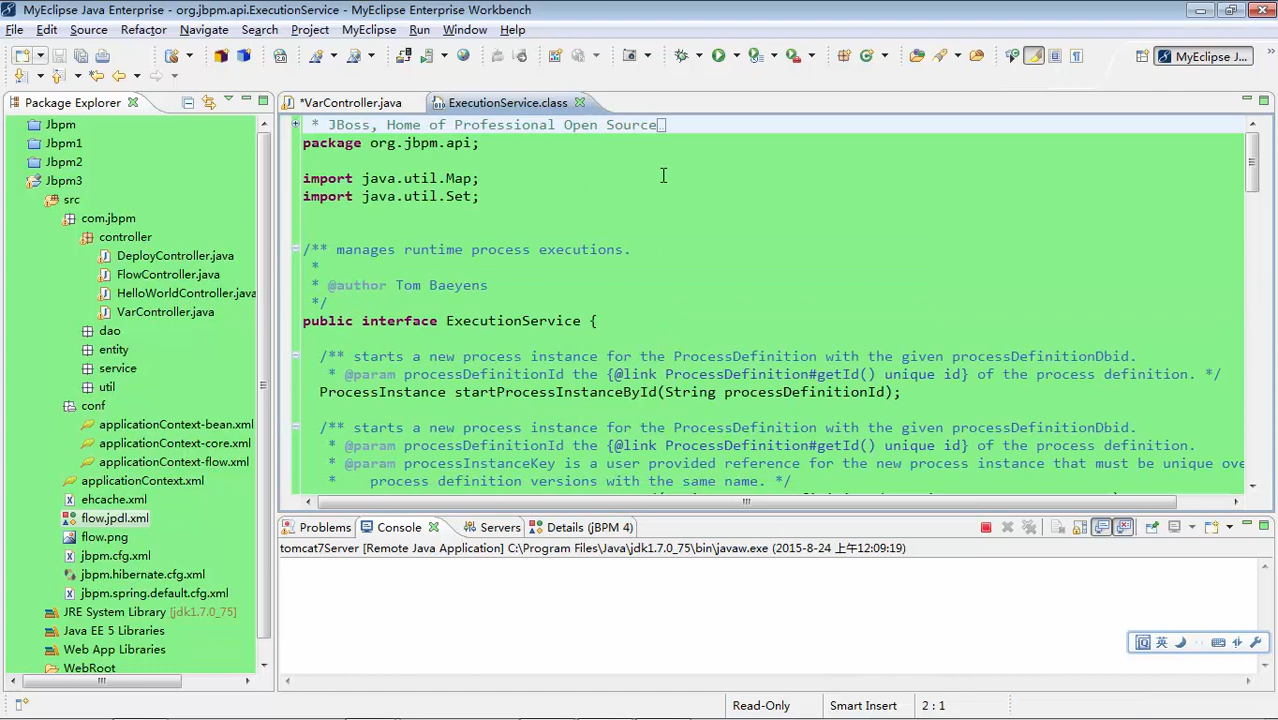 MyEclipse Java Enterprise - org.jbpm.api.ExecutionService - MyEclipse Enterprise Workbench
File Edit Source Refactor Navigate Search Project MyEclipse Run Window Help
MyEclipse J...
Package Explorer
Jbpm
Jbpm1
Jbpm2
Jbpm3
src
com.jbpm
controller
DeployController.java
FlowController.java
HelloWorldController.java
VarController.java
dao
entity
service
util
conf
applicationContext-bean.xml
applicationContext-core.xml
applicationContext-flow.xml
applicationContext.xml
ehcache.xml
flow.jpdl.xml
flow.png
jbpm.cfg.xml
jbpm.hibernate.cfg.xml
jbpm.spring.default.cfg.xml
JRE System Library [jdk1.7.0_75]
Java EE 5 Libraries
Web App Libraries
WebRoot
*VarController.java ExecutionService.class
* JBoss, Home of Professional Open Source
package org.jbpm.api;
import java.util.Map;
import java.util.Set;
/** manages runtime process executions.
*
* @author Tom Baeyens
*/
public interface ExecutionService {
/** starts a new process instance for the ProcessDefinition with the given processDefinitionDbid.
* @param processDefinitionId the {@link ProcessDefinition#getId() unique id} of the process definition. */
ProcessInstance startProcessInstanceById(String processDefinitionId);
/** starts a new process instance for the ProcessDefinition with the given processDefinitionDbid.
* @param processDefinitionId the {@link ProcessDefinition#getId() unique id} of the process definition.
* @param processInstanceKey is a user provided reference for the new process instance that must be unique ove
* process definition versions with the same name. */
Problems Console Servers Details (jBPM 4)
tomcat7Server [Remote Java Application] C:\Program Files\Java\jdk1.7.0_75\bin\javaw.exe (2015-8-24 上午12:09:19)
英
Read-Only Smart Insert 2 : 1